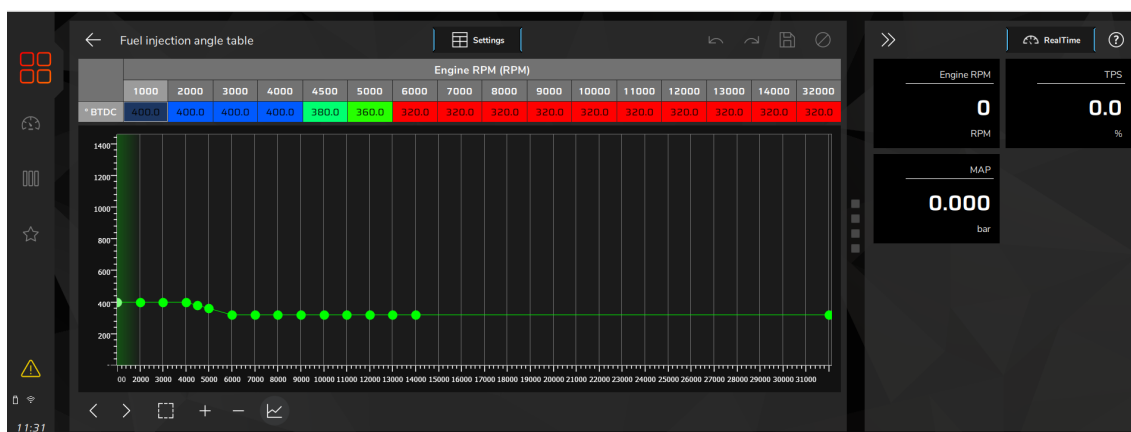 Fuel injection angle table
Settings
RealTime
?
Engine RPM (RPM)
1000 2000 3000 4000 4500 5000 6000 7000 8000 9000 10000 11000 12000 13000 14000 32000
° BTDC 400.0 400.0 400.0 400.0 380.0 360.0 320.0 320.0 320.0 320.0 320.0 320.0 320.0 320.0 320.0 320.0
1400
1200
1000
800
600
400
200
00 2000 3000 4000 5000 6000 7000 8000 9000 10000 11000 12000 13000 14000 15000 16000 17000 18000 19000 20000 21000 22000 23000 24000 25000 26000 27000 28000 29000 30000 31000
Engine RPM
0
RPM
TPS
0.0
%
MAP
0.000
bar
11:31